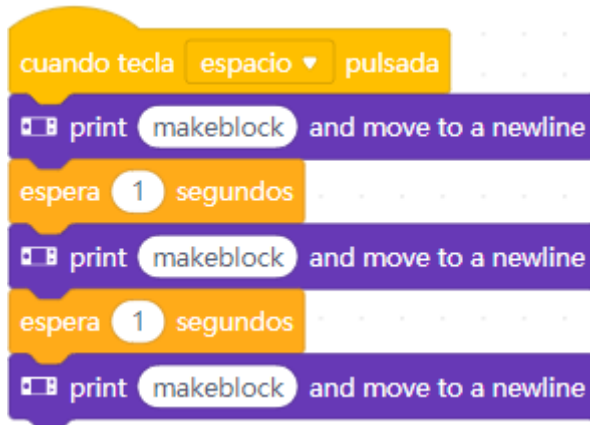 cuando tecla espacio pulsada
print makeblock and move to a newline
espera 1 segundos
print makeblock and move to a newline
espera 1 segundos
print makeblock and move to a newline